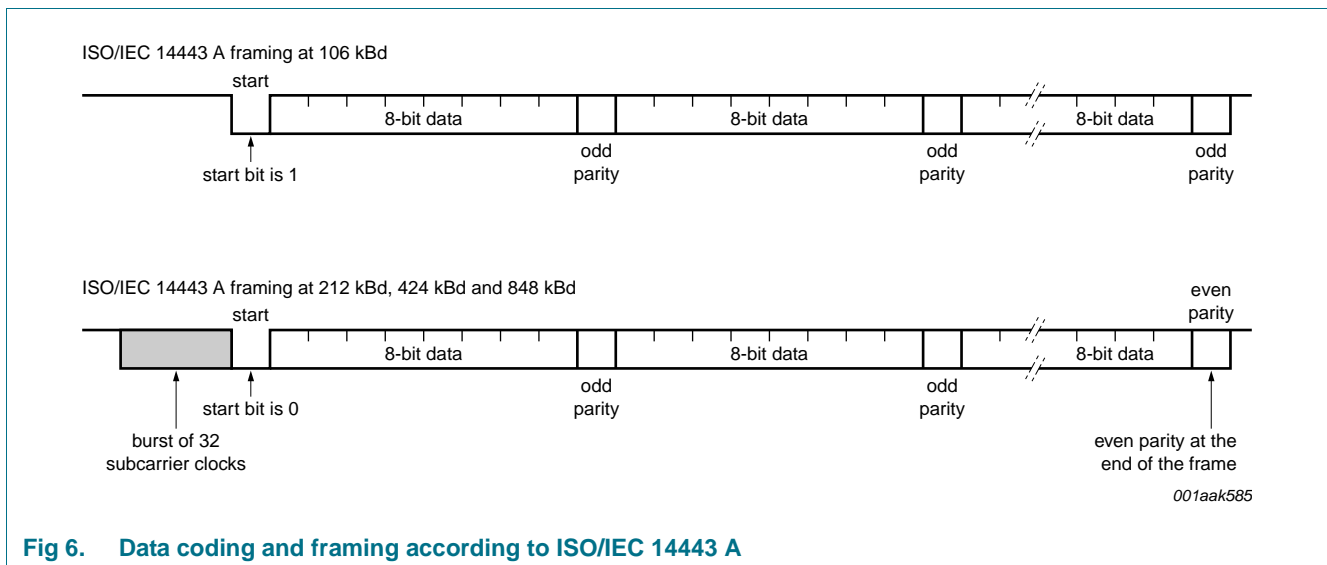 ISO/IEC 14443 A framing at 106 kBd
start
8-bit data
8-bit data
8-bit data
start bit is 1
odd
parity
odd
parity
odd
parity
ISO/IEC 14443 A framing at 212 kBd, 424 kBd and 848 kBd
even
parity
start
8-bit data
8-bit data
8-bit data
start bit is 0
odd
parity
odd
parity
burst of 32
subcarrier clocks
even parity at the
end of the frame
001aak585
Fig 6. Data coding and framing according to ISO/IEC 14443 A